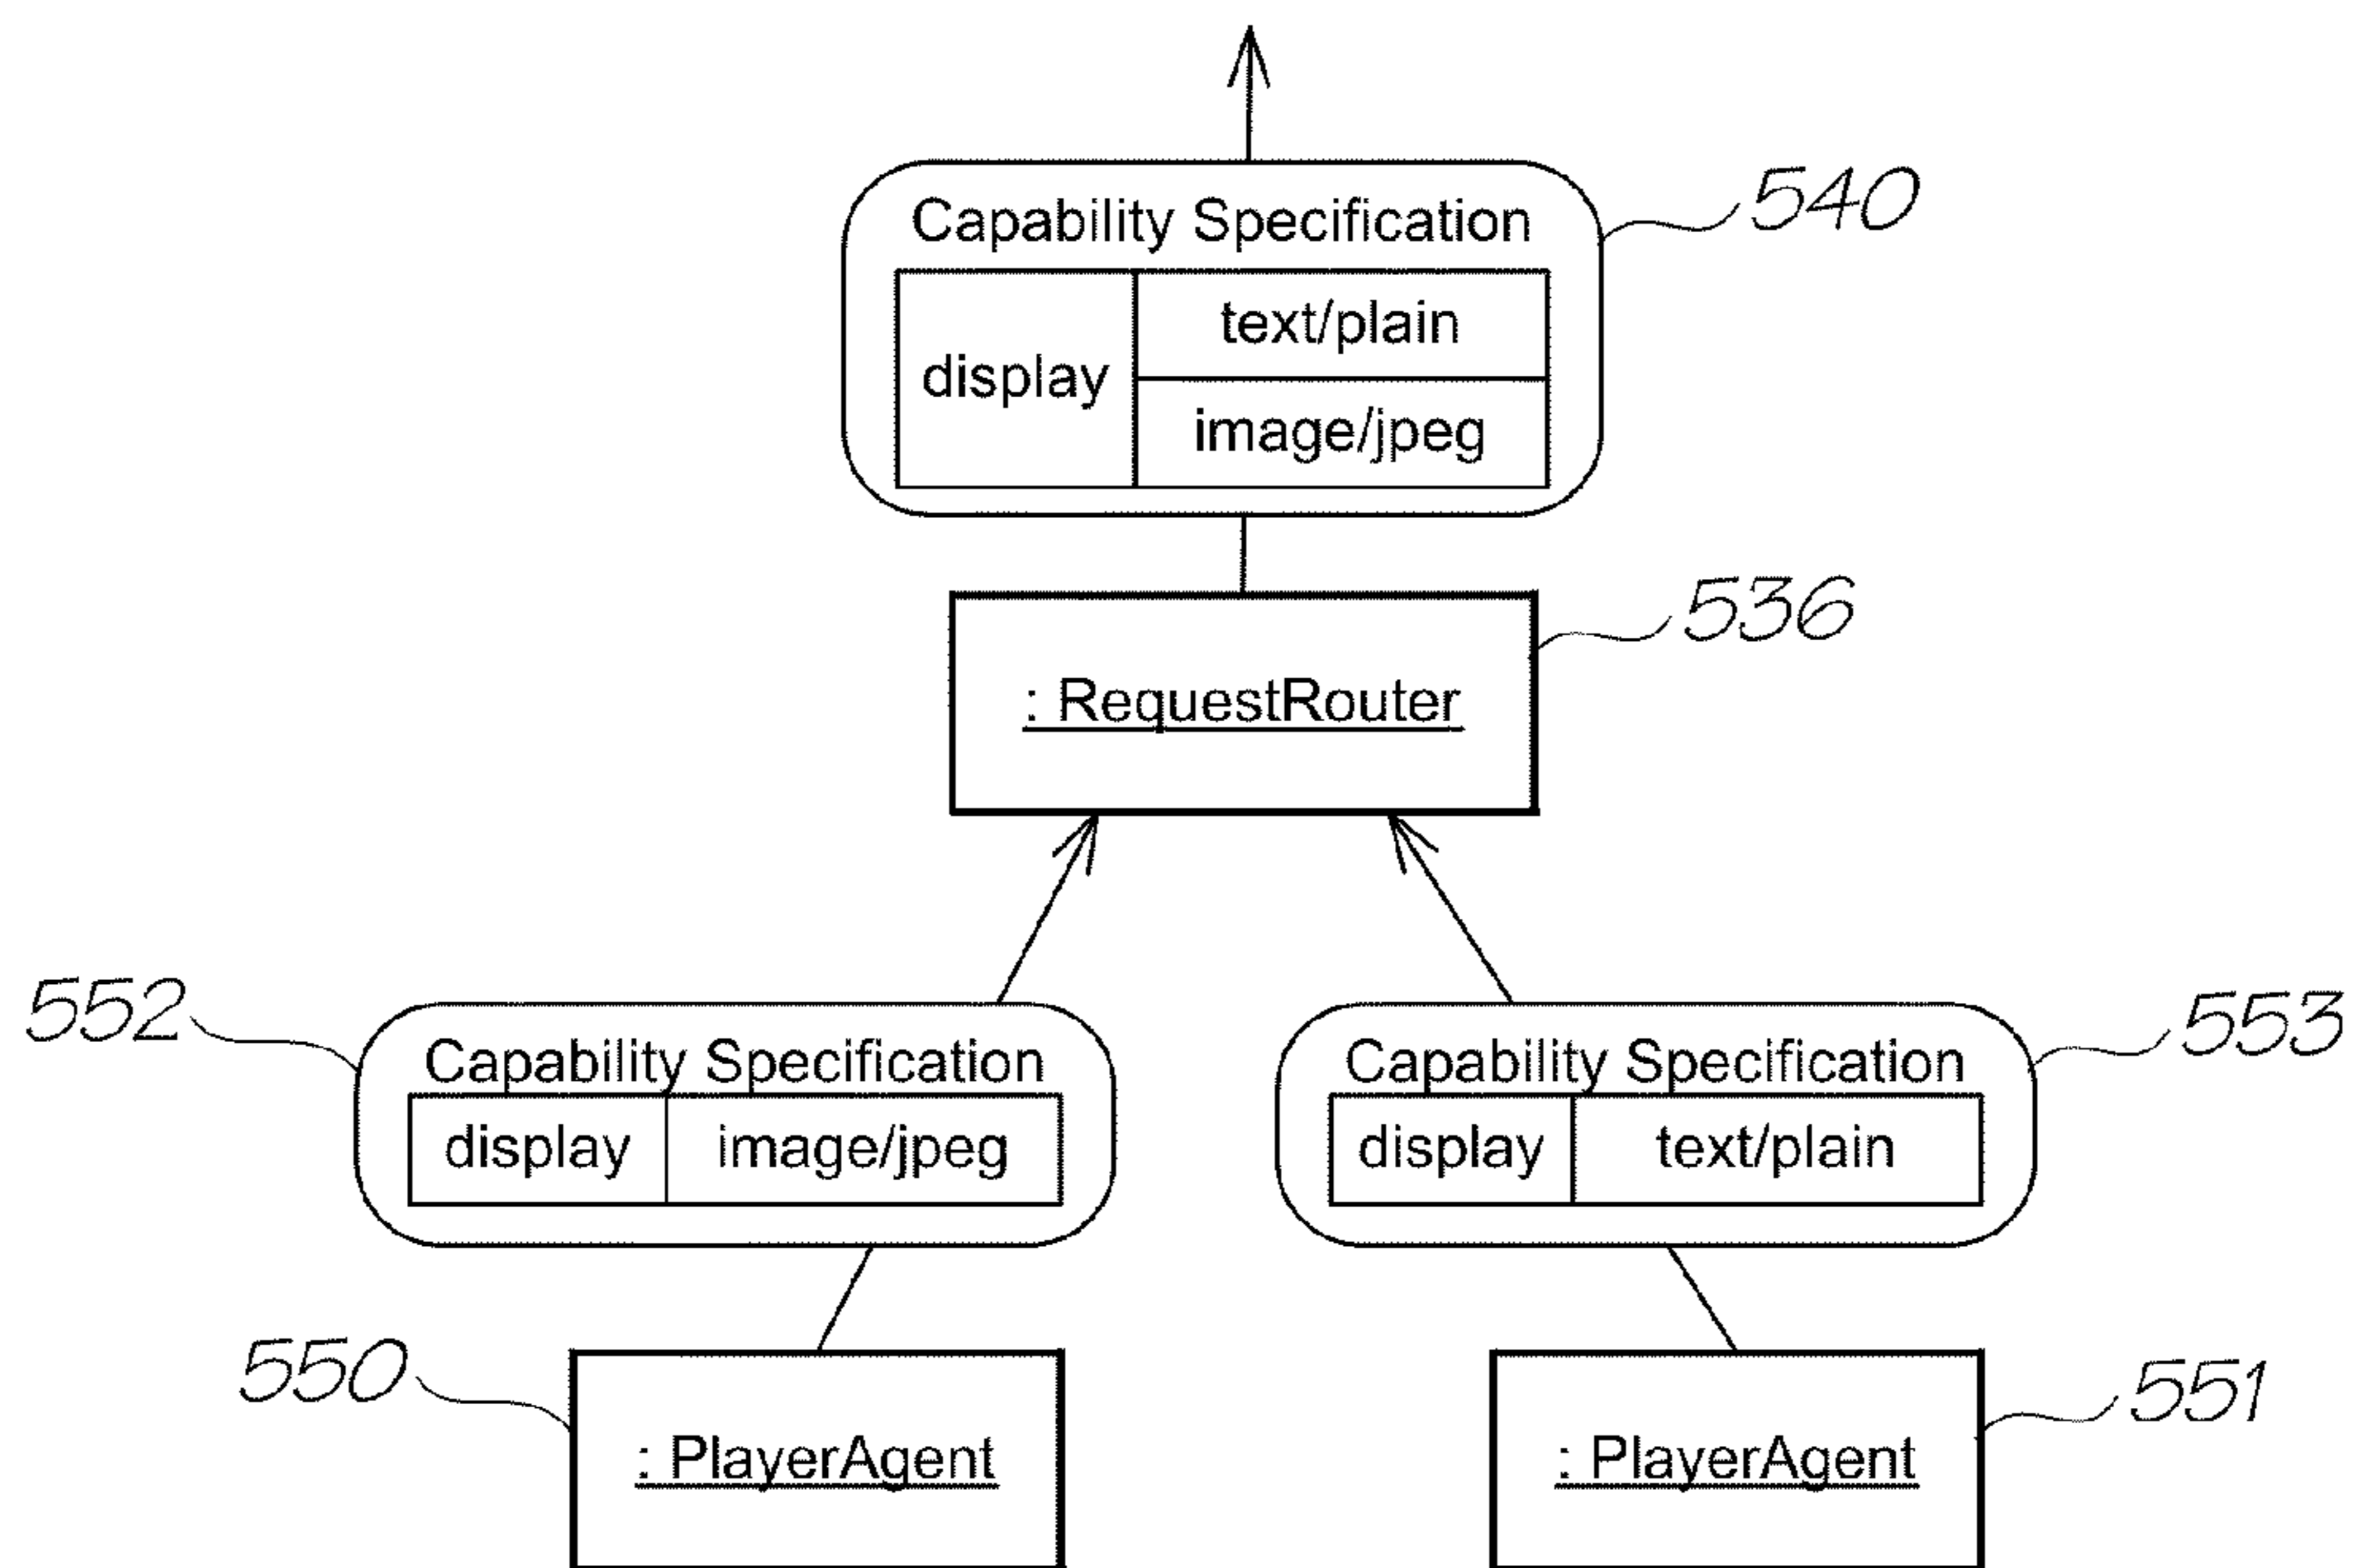 Capability Specification
540
display
text/plain
image/jpeg
536
: RequestRouter
552
Capability Specification
display image/jpeg
553
Capability Specification
display text/plain
550
: PlayerAgent
551
: PlayerAgent